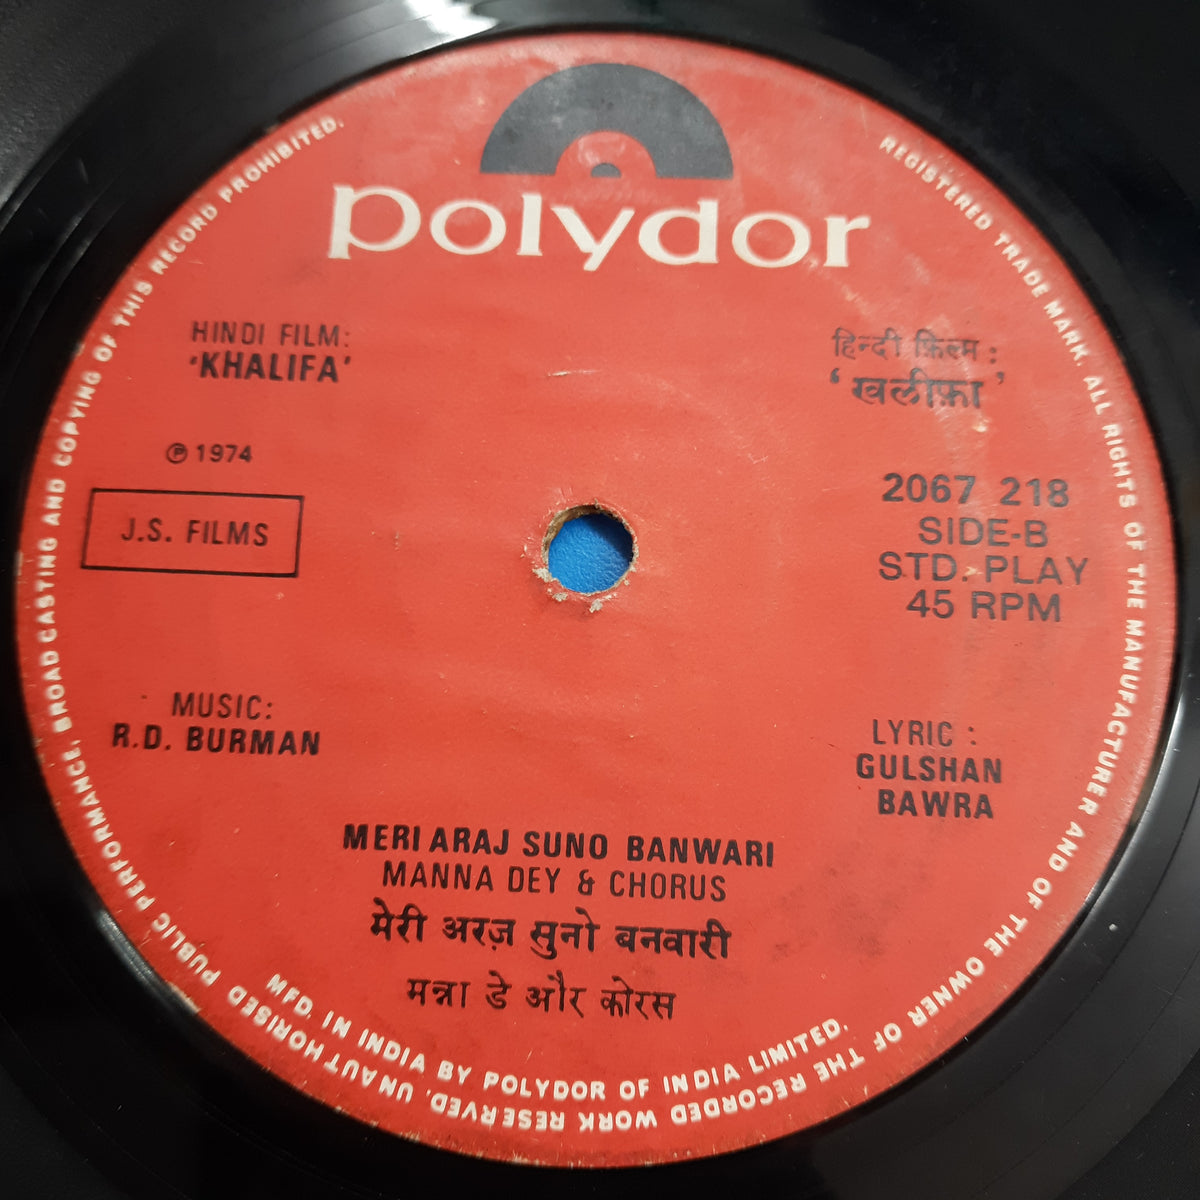 polydor
HINDI FILM:
'KHALIFA'
हिन्दी फ़िल्म :
‘ख़लीफ़ा’
℗ 1974
J.S. FILMS
2067 218
SIDE-B
STD. PLAY
45 RPM
MUSIC:
R.D. BURMAN
LYRIC :
GULSHAN
BAWRA
MERI ARAJ SUNO BANWARI
MANNA DEY & CHORUS
मेरी अरज़ सुनो बनवारी
मन्ना डे और कोरस
MFD. IN INDIA BY POLYDOR OF INDIA LIMITED.
REGISTERED TRADE MARK. ALL RIGHTS OF THE MANUFACTURER AND OF THE OWNER OF THE RECORDED WORK RESERVED. UNAUTHORISED PUBLIC PERFORMANCE, BROAD CASTING AND COPYING OF THIS RECORD PROHIBITED.